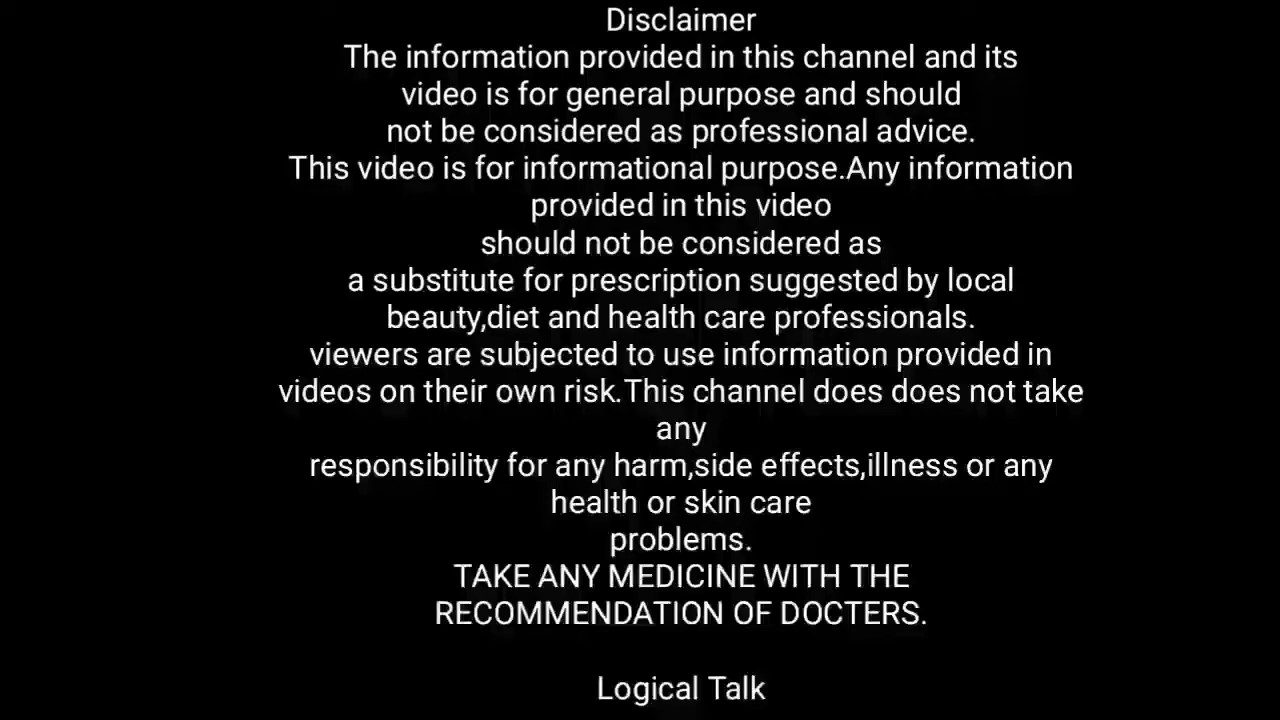 Disclaimer
The information provided in this channel and its
video is for general purpose and should
not be considered as professional advice.
This video is for informational purpose.Any information
provided in this video
should not be considered as
a substitute for prescription suggested by local
beauty,diet and health care professionals.
viewers are subjected to use information provided in
videos on their own risk.This channel does does not take
any
responsibility for any harm,side effects,illness or any
health or skin care
problems.
TAKE ANY MEDICINE WITH THE
RECOMMENDATION OF DOCTERS.
Logical Talk